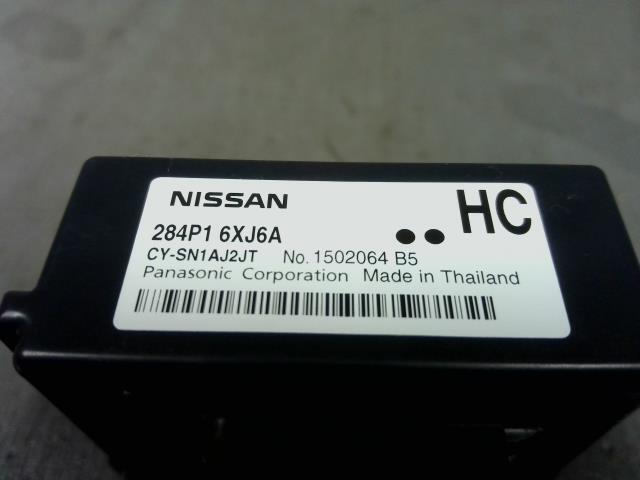 NISSAN
HC
284P1 6XJ6A
CY-SN1AJ2JT No. 1502064 B5
Panasonic Corporation Made in Thailand